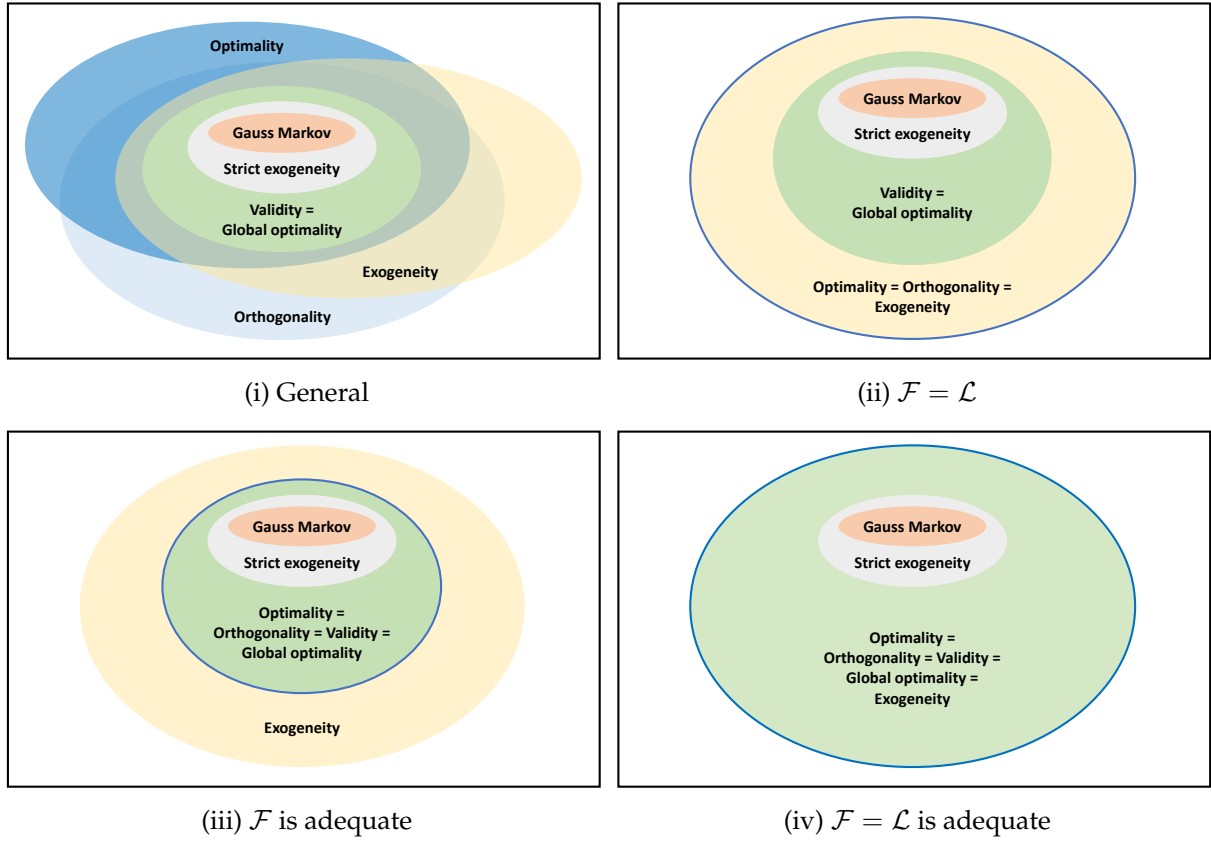 Optimality
Gauss Markov
Strict exogeneity
Validity =
Global optimality
Exogeneity
Orthogonality
(i) General
Gauss Markov
Strict exogeneity
Validity =
Global optimality
Optimality = Orthogonality =
Exogeneity
(ii) ℱ = ℒ
Gauss Markov
Strict exogeneity
Optimality =
Orthogonality = Validity =
Global optimality
Exogeneity
(iii) ℱ is adequate
Gauss Markov
Strict exogeneity
Optimality =
Orthogonality = Validity =
Global optimality =
Exogeneity
(iv) ℱ = ℒ is adequate